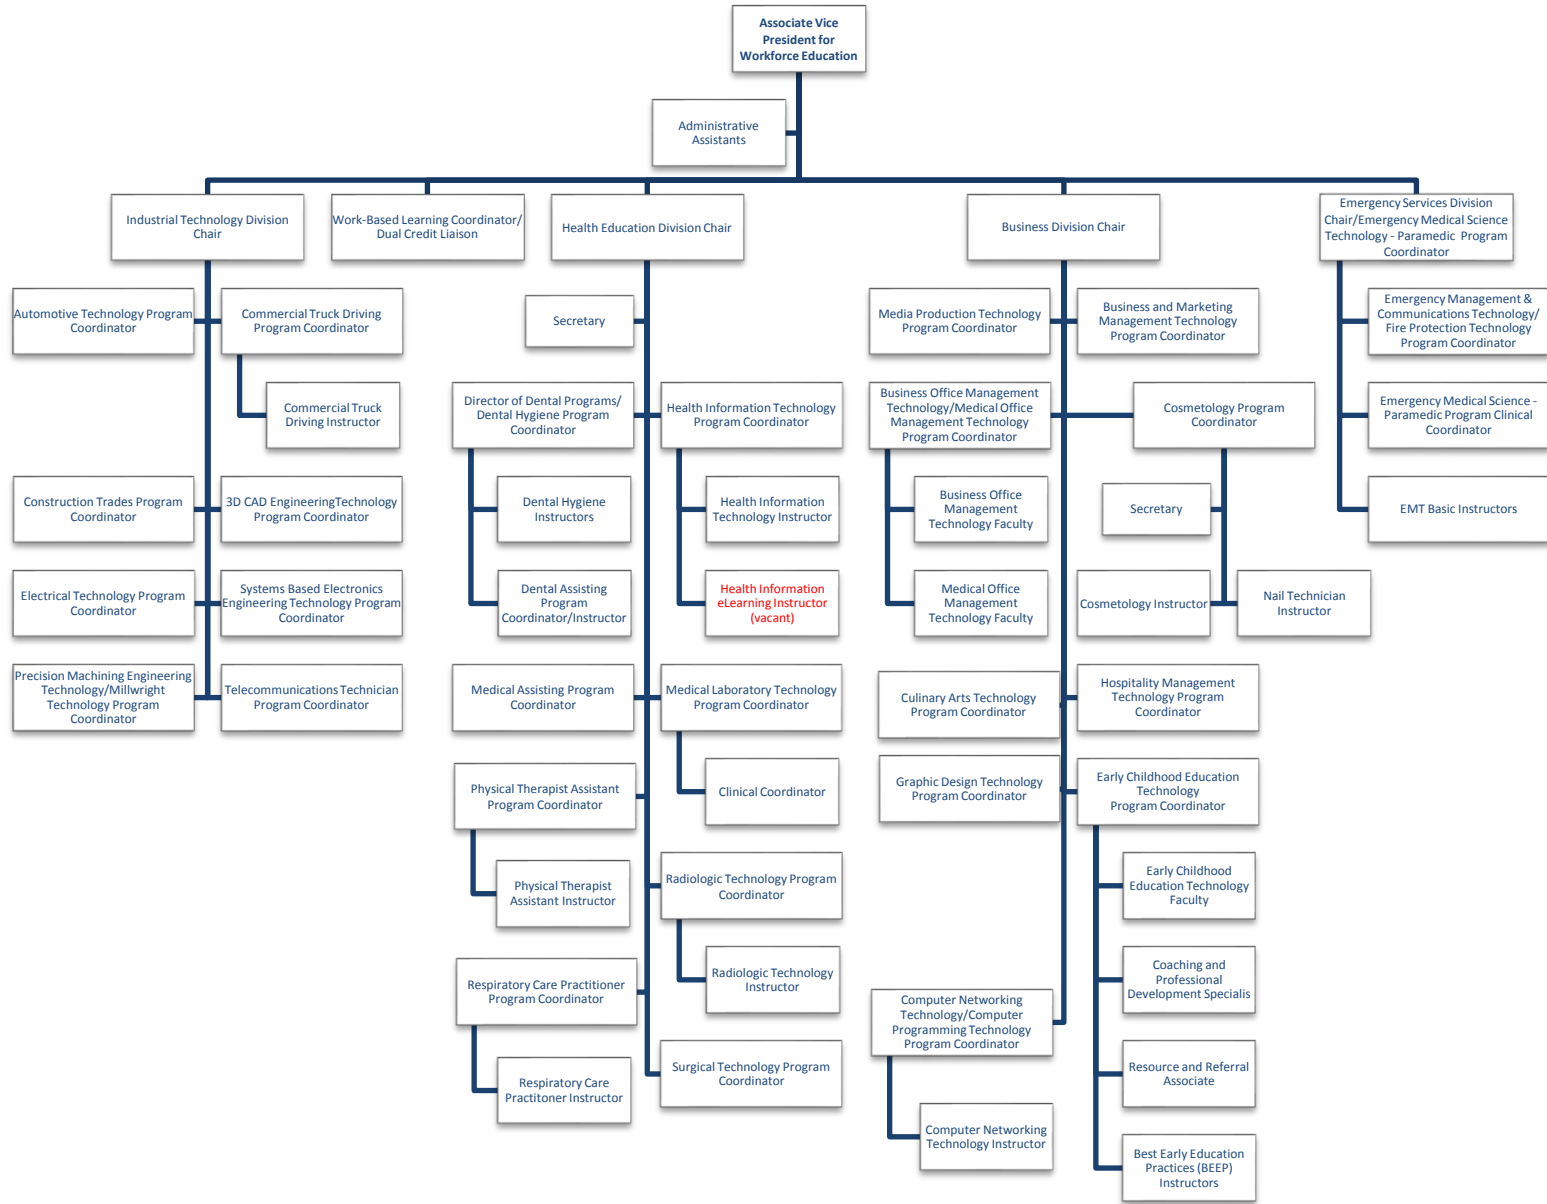 Associate Vice
President for
Workforce Education
Administrative
Assistants
Industrial Technology Division
Chair
Work-Based Learning Coordinator/
Dual Credit Liaison
Health Education Division Chair
Business Division Chair
Emergency Services Division
Chair/Emergency Medical Science
Technology - Paramedic Program
Coordinator
Automotive Technology Program
Coordinator
Commercial Truck Driving
Program Coordinator
Commercial Truck
Driving Instructor
Construction Trades Program
Coordinator
3D CAD EngineeringTechnology
Program Coordinator
Electrical Technology Program
Coordinator
Systems Based Electronics
Engineering Technology Program
Coordinator
Precision Machining Engineering
Technology/Millwright
Technology Program
Coordinator
Telecommunications Technician
Program Coordinator
Secretary
Director of Dental Programs/
Dental Hygiene Program
Coordinator
Health Information Technology
Program Coordinator
Dental Hygiene
Instructors
Health Information
Technology Instructor
Dental Assisting
Program
Coordinator/Instructor
Health Information
eLearning Instructor
(vacant)
Medical Assisting Program
Coordinator
Medical Laboratory Technology
Program Coordinator
Clinical Coordinator
Physical Therapist Assistant
Program Coordinator
Physical Therapist
Assistant Instructor
Radiologic Technology Program
Coordinator
Radiologic Technology
Instructor
Respiratory Care Practitioner
Program Coordinator
Respiratory Care
Practitoner Instructor
Surgical Technology Program
Coordinator
Media Production Technology
Program Coordinator
Business and Marketing
Management Technology
Program Coordinator
Business Office Management
Technology/Medical Office
Management Technology
Program Coordinator
Cosmetology Program
Coordinator
Business Office
Management
Technology Faculty
Secretary
Medical Office
Management
Technology Faculty
Cosmetology Instructor
Nail Technician
Instructor
Culinary Arts Technology
Program Coordinator
Hospitality Management
Technology Program
Coordinator
Graphic Design Technology
Program Coordinator
Early Childhood Education
Technology
Program Coordinator
Early Childhood
Education Technology
Faculty
Coaching and
Professional
Development Specialis
Computer Networking
Technology/Computer
Programming Technology
Program Coordinator
Resource and Referral
Associate
Computer Networking
Technology Instructor
Best Early Education
Practices (BEEP)
Instructors
Emergency Management &
Communications Technology/
Fire Protection Technology
Program Coordinator
Emergency Medical Science -
Paramedic Program Clinical
Coordinator
EMT Basic Instructors